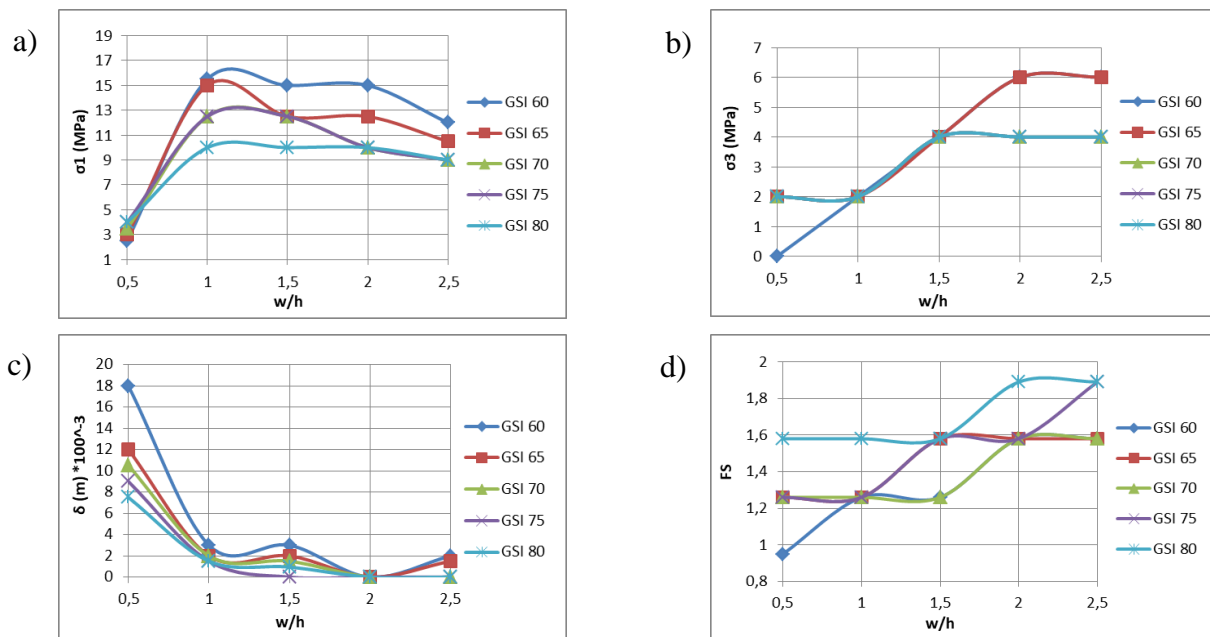 a)
19
17
15
13
11
9
7
5
3
1
σ1 (MPa)
0,5 1 1,5 2 2,5
w/h
GSI 60
GSI 65
GSI 70
GSI 75
GSI 80
b)
7
6
5
4
3
2
1
0
σ3 (MPa)
0,5 1 1,5 2 2,5
w/h
GSI 60
GSI 65
GSI 70
GSI 75
GSI 80
c)
20
18
16
14
12
10
8
6
4
2
0
δ (m) *100^-3
0,5 1 1,5 2 2,5
w/h
GSI 60
GSI 65
GSI 70
GSI 75
GSI 80
d)
2
1,8
1,6
1,4
1,2
1
0,8
FS
0,5 1 1,5 2 2,5
w/h
GSI 60
GSI 65
GSI 70
GSI 75
GSI 80